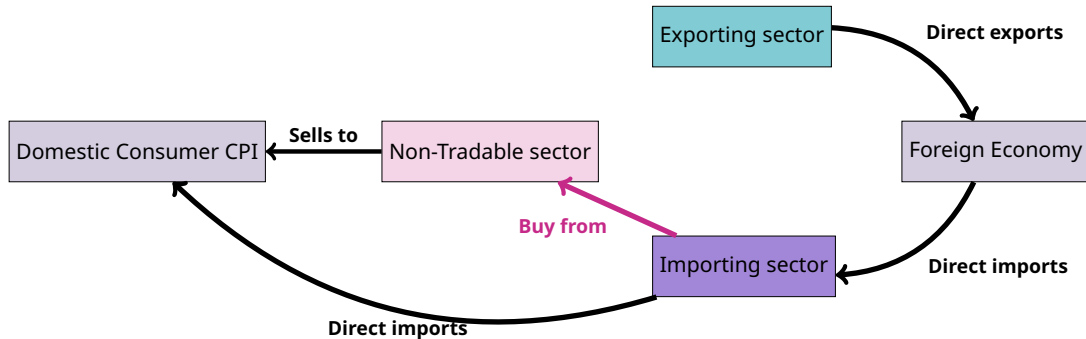 Exporting sector
Direct exports
Domestic Consumer CPI
Sells to
Non-Tradable sector
Foreign Economy
Buy from
Importing sector
Direct imports
Direct imports